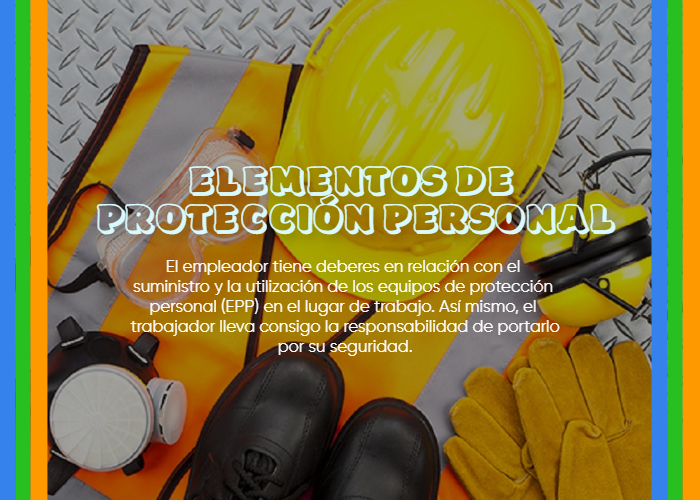 ELEMENTOS DE
PROTECCIÓN PERSONAL
El empleador tiene deberes en relación con el
suministro y la utilización de los equipos de protección
personal (EPP) en el lugar de trabajo. Así mismo, el
trabajador lleva consigo la responsabilidad de portarlo
por su seguridad.